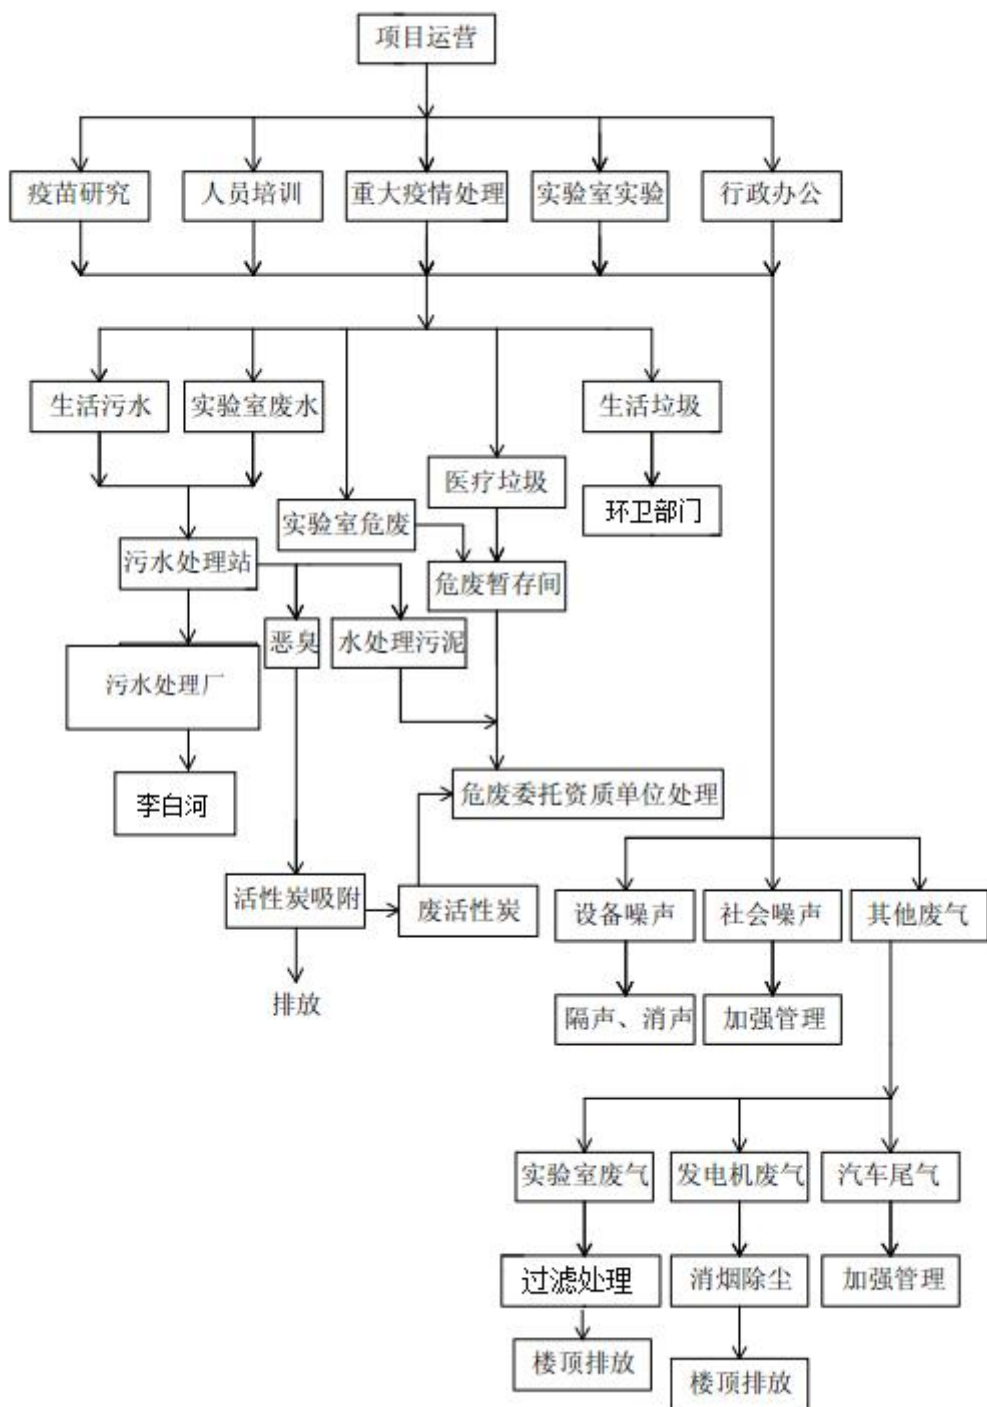 项目运营
疫苗研究
人员培训
重大疫情处理
实验室实验
行政办公
生活污水
实验室废水
生活垃圾
医疗垃圾
环卫部门
实验室危废
污水处理站
危废暂存间
恶臭
水处理污泥
污水处理厂
危废委托资质单位处理
李白河
活性炭吸附
废活性炭
设备噪声
社会噪声
其他废气
排放
隔声、消声
加强管理
实验室废气
发电机废气
汽车尾气
过滤处理
消烟除尘
加强管理
楼顶排放
楼顶排放